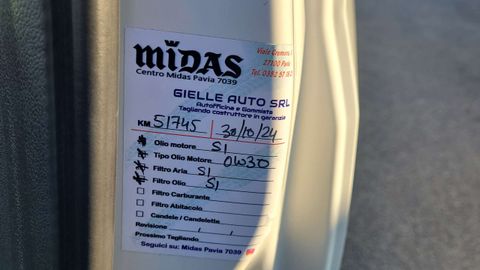 MIDAS
Centro Midas Pavia 7039
Viale Cremona
27100 Pavia
GIELLE AUTO SRL
Autofficine e Gommista
Tagliando costruttore in garanzia
KM 51745 30/10/24
Olio motore SI
Tipo Olio Motore 0W30
Filtro Aria SI
Filtro Olio SI
Filtro Carburante
Filtro Abitacolo
Candele / Candelette
Revisione
Prossimo Tagliando
Seguici su: Midas Pavia 7039